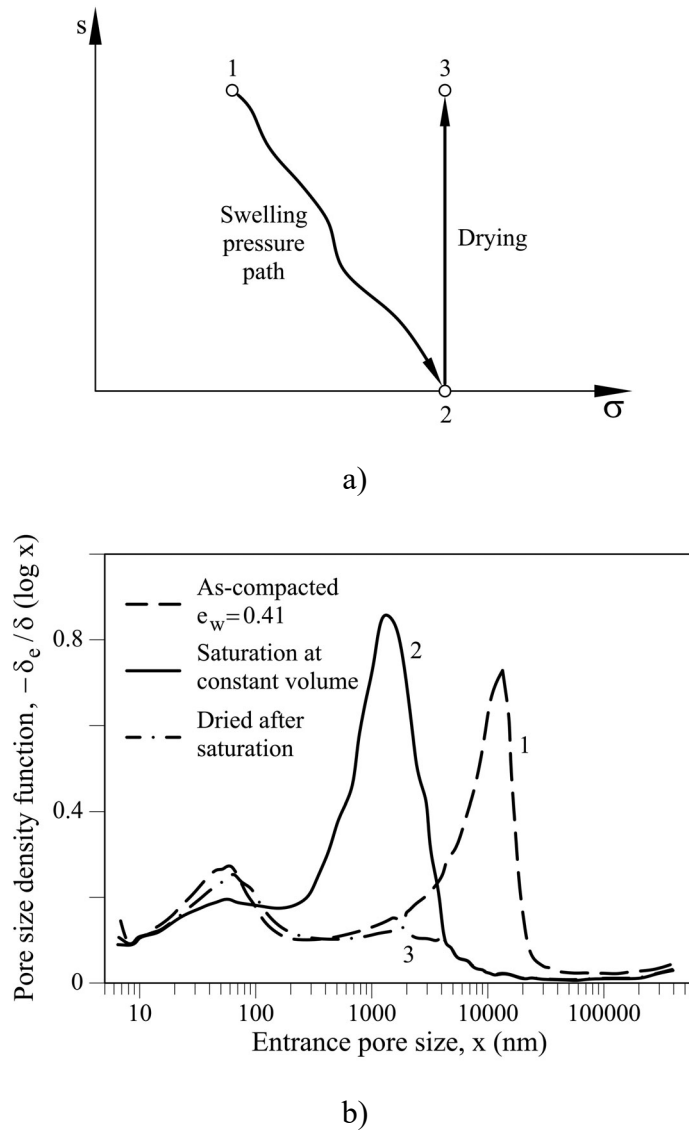 s
1
3
Swelling
pressure
path
Drying
2
σ
a)
Pore size density function, −δe/δ (log x)
0.8
0.4
0
As-compacted
ew=0.41
Saturation at
constant volume
Dried after
saturation
2
1
3
10
100
1000
10000
100000
Entrance pore size, x (nm)
b)